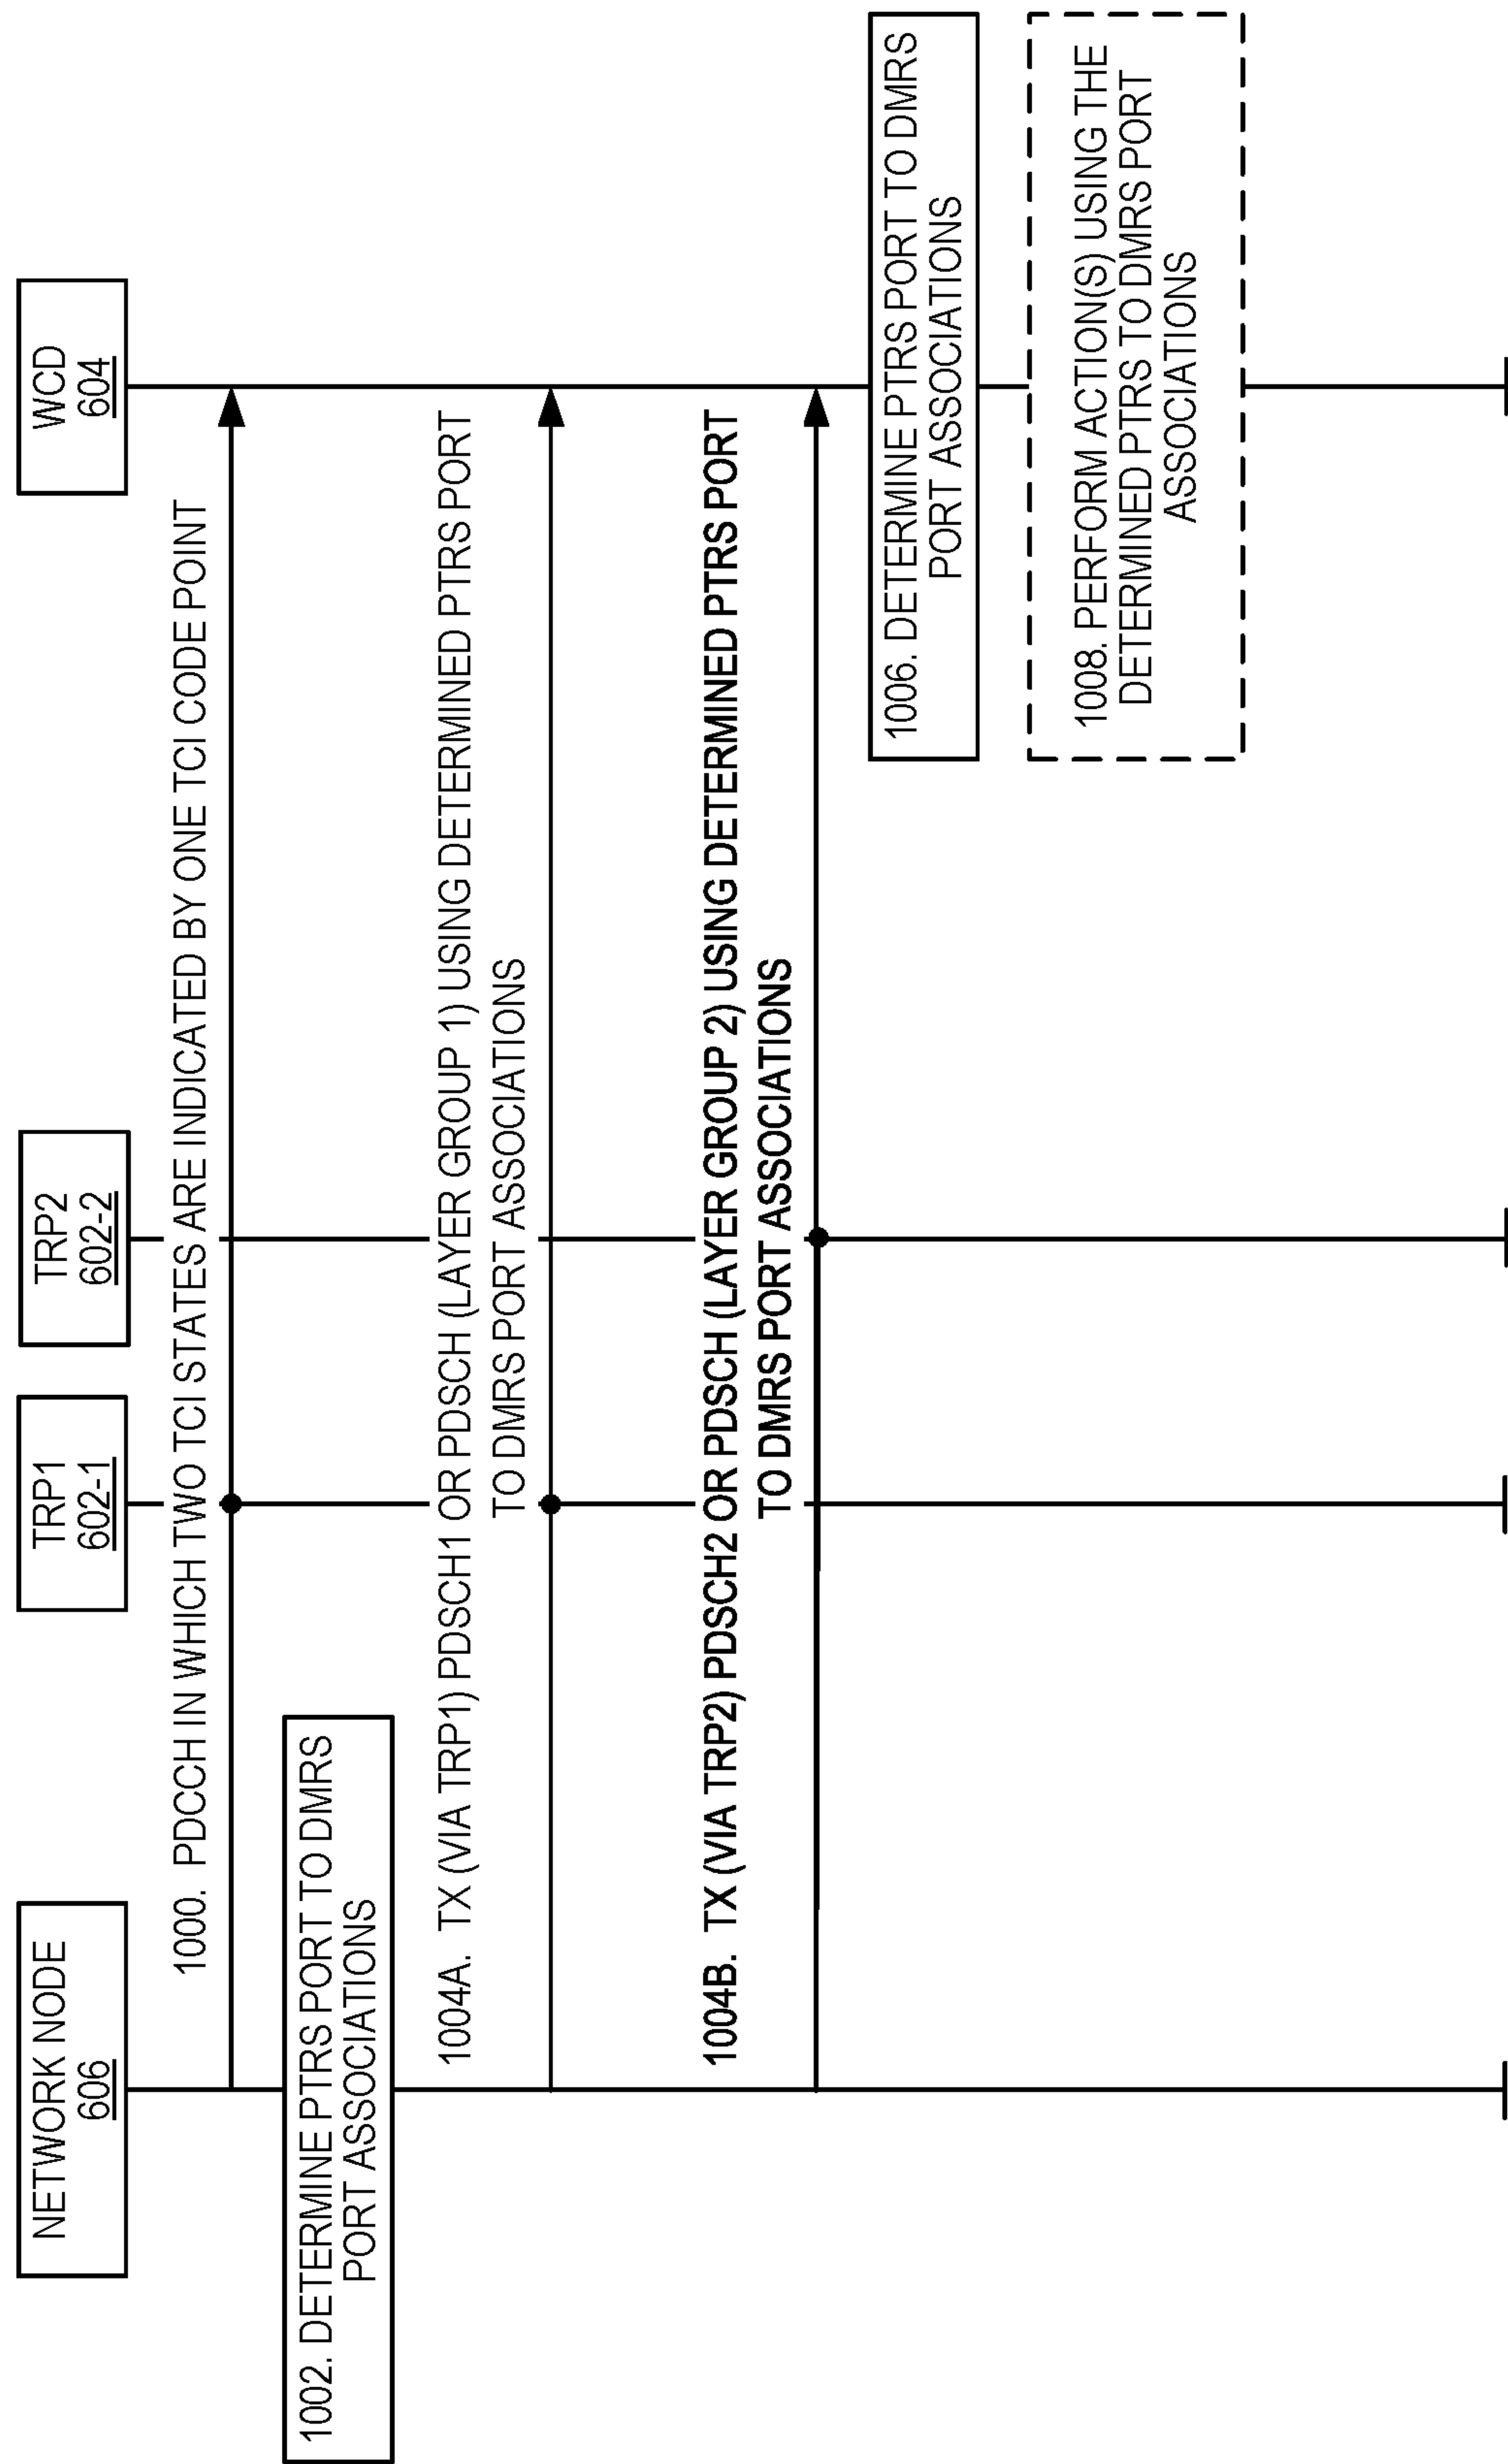 NETWORK NODE
606
TRP1
602-1
TRP2
602-2
WCD
604
1000. PDCCH IN WHICH TWO TCI STATES ARE INDICATED BY ONE TCI CODE POINT
1002. DETERMINE PTRS PORT TO DMRS
PORT ASSOCIATIONS
1004A. TX (VIA TRP1) PDSCH1 OR PDSCH (LAYER GROUP 1) USING DETERMINED PTRS PORT
TO DMRS PORT ASSOCIATIONS
1004B. TX (VIA TRP2) PDSCH2 OR PDSCH (LAYER GROUP 2) USING DETERMINED PTRS PORT
TO DMRS PORT ASSOCIATIONS
1006. DETERMINE PTRS PORT TO DMRS
PORT ASSOCIATIONS
1008. PERFORM ACTION(S) USING THE
DETERMINED PTRS TO DMRS PORT
ASSOCIATIONS